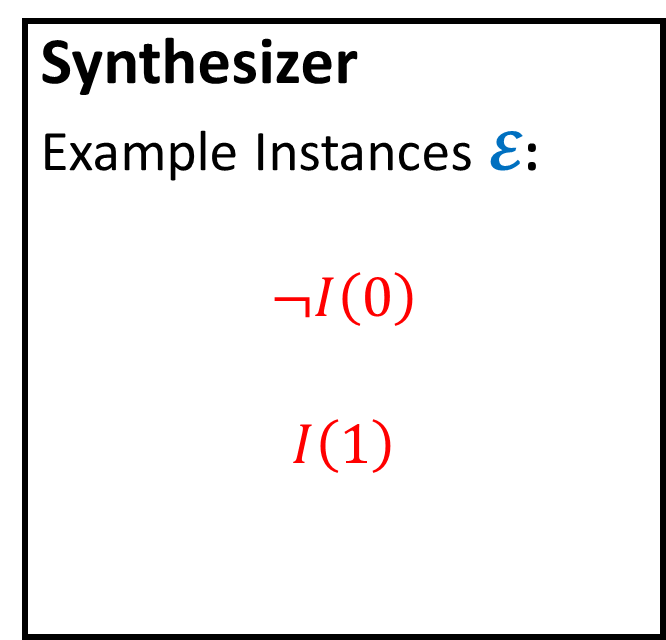 Synthesizer
Example Instances ℰ:
¬I(0)
I(1)